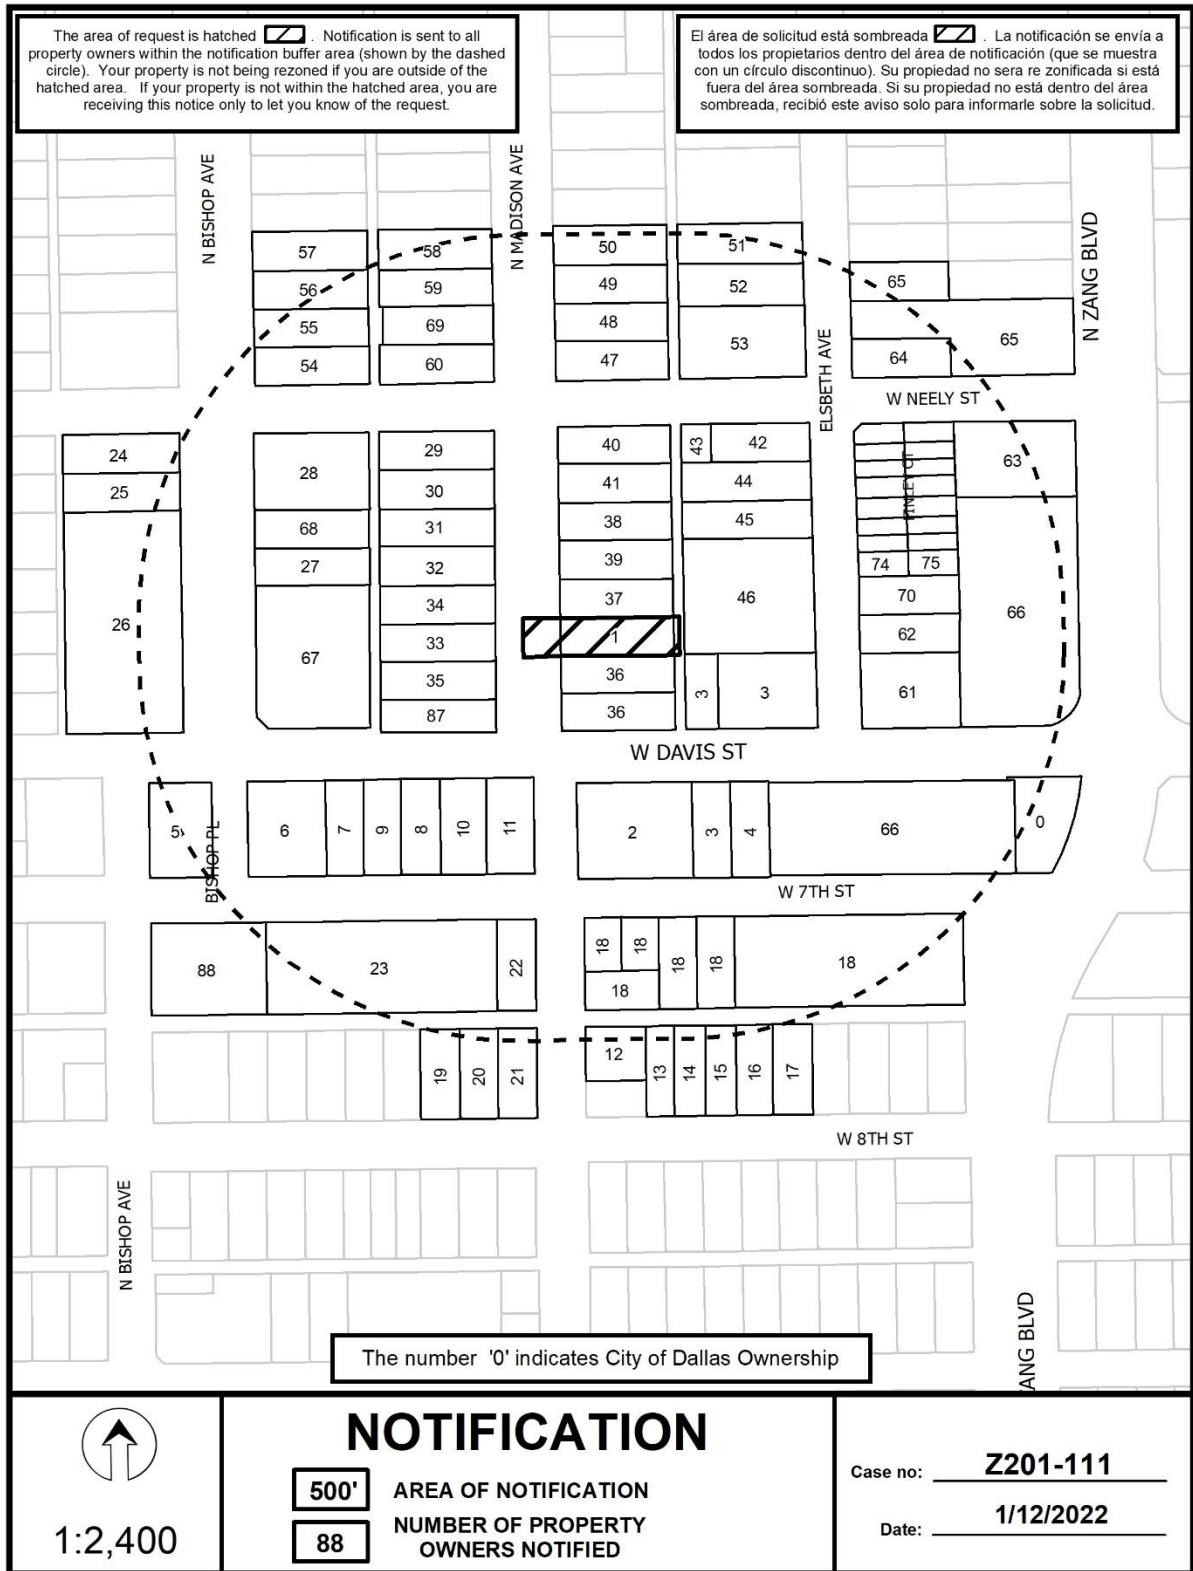 The area of request is hatched . Notification is sent to all
property owners within the notification buffer area (shown by the dashed
circle). Your property is not being rezoned if you are outside of the
hatched area. If your property is not within the hatched area, you are
receiving this notice only to let you know of the request.
El área de solicitud está sombreada . La notificación se envía a
todos los propietarios dentro del área de notificación (que se muestra
con un círculo discontinuo). Su propiedad no sera re zonificada si está
fuera del área sombreada. Si su propiedad no está dentro del área
sombreada, recibió este aviso solo para informarle sobre la solicitud.
N BISHOP AVE
N MADISON AVE
N ZANG BLVD
ELSBETH AVE
57 58 50 51
56 59 49 52 65
55 69 48 53 65
54 60 47 64
W NEELY ST
24 28 29 40 43 42 63
25 30 41 44
68 31 38 45
27 32 39 46 74 75
26 34 37 70 66
67 33 1 62
35 36 3 3 61
87 36
W DAVIS ST
5 6 7 9 8 10 11 2 3 4 66 0
BISHOP PL
W 7TH ST
88 23 22 18 18 18 18 18
18
19 20 21 12 13 14 15 16 17
W 8TH ST
N BISHOP AVE
ANG BLVD
The number '0' indicates City of Dallas Ownership
1:2,400
NOTIFICATION
500' AREA OF NOTIFICATION
88 NUMBER OF PROPERTY
OWNERS NOTIFIED
Case no: Z201-111
Date: 1/12/2022